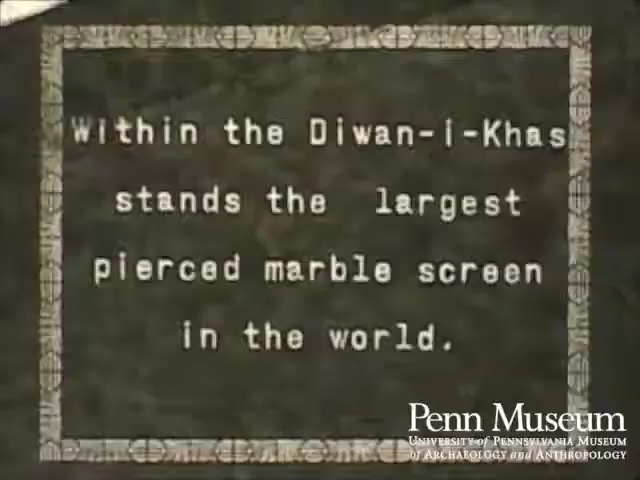 Within the Diwan-i-Khas
stands the largest
pierced marble screen
in the world.
Penn Museum
UNIVERSITY of PENNSYLVANIA MUSEUM
of ARCHAEOLOGY and ANTHROPOLOGY